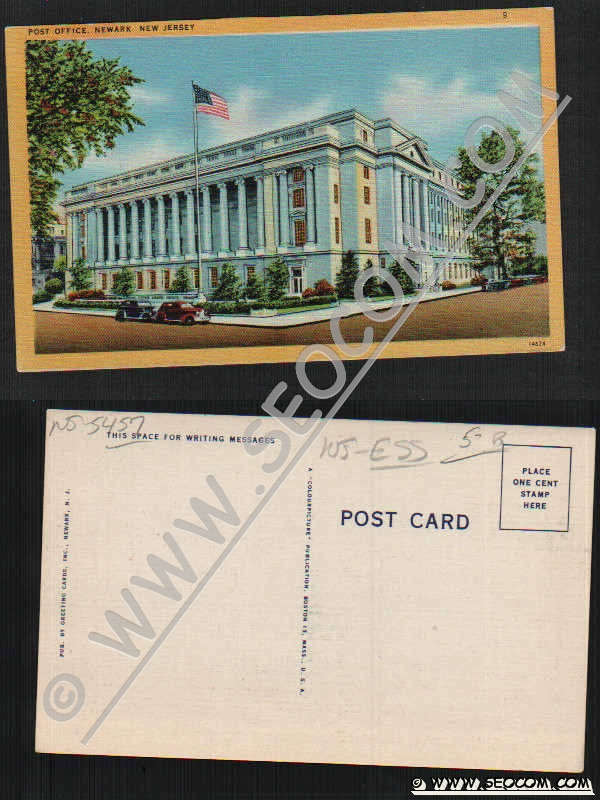 POST OFFICE, NEWARK, NEW JERSEY
9
14824
© WWW.SEOCOM.COM
NJ-5457
THIS SPACE FOR WRITING MESSAGES
NJ-ESS
PLACE
ONE CENT
STAMP
HERE
POST CARD
PUB. BY GREETING CARDS, INC., NEWARK, N. J.
A "COLOURPICTURE" PUBLICATION, BOSTON 15, MASS., U. S. A.
© WWW.SEOCOM.COM